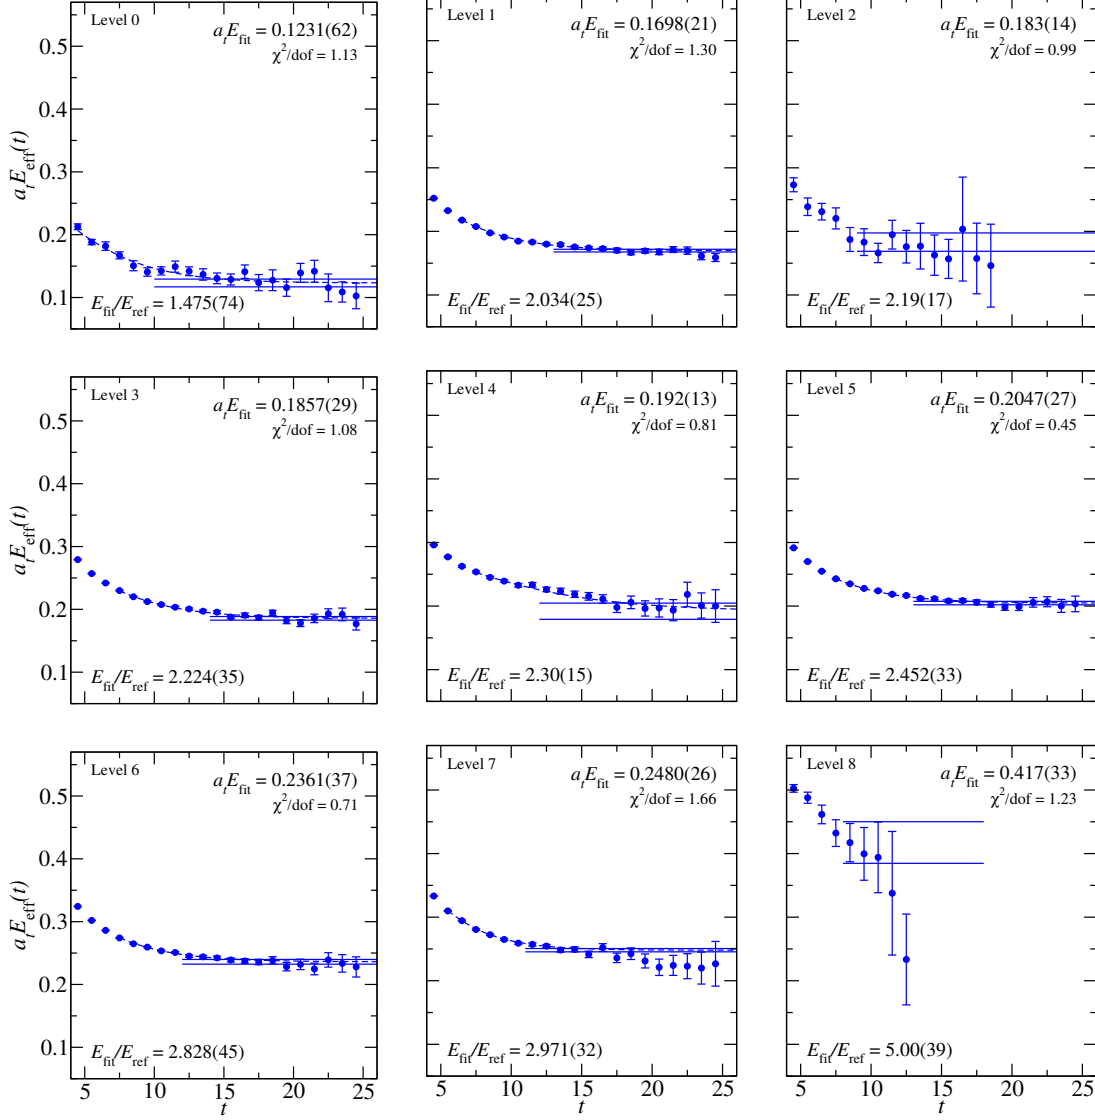 Level 0
a_tE_fit = 0.1231(62)
χ²/dof = 1.13
0.5
0.4
0.3
0.2
0.1
a_tE_eff(t)
E_fit/E_ref = 1.475(74)
Level 1
a_tE_fit = 0.1698(21)
χ²/dof = 1.30
E_fit/E_ref = 2.034(25)
Level 2
a_tE_fit = 0.183(14)
χ²/dof = 0.99
E_fit/E_ref = 2.19(17)
Level 3
a_tE_fit = 0.1857(29)
χ²/dof = 1.08
0.5
0.4
0.3
0.2
0.1
a_tE_eff(t)
E_fit/E_ref = 2.224(35)
Level 4
a_tE_fit = 0.192(13)
χ²/dof = 0.81
E_fit/E_ref = 2.30(15)
Level 5
a_tE_fit = 0.2047(27)
χ²/dof = 0.45
E_fit/E_ref = 2.452(33)
Level 6
a_tE_fit = 0.2361(37)
χ²/dof = 0.71
0.5
0.4
0.3
0.2
0.1
a_tE_eff(t)
E_fit/E_ref = 2.828(45)
5 10 15 20 25
t
Level 7
a_tE_fit = 0.2480(26)
χ²/dof = 1.66
E_fit/E_ref = 2.971(32)
5 10 15 20 25
t
Level 8
a_tE_fit = 0.417(33)
χ²/dof = 1.23
E_fit/E_ref = 5.00(39)
5 10 15 20 25
t